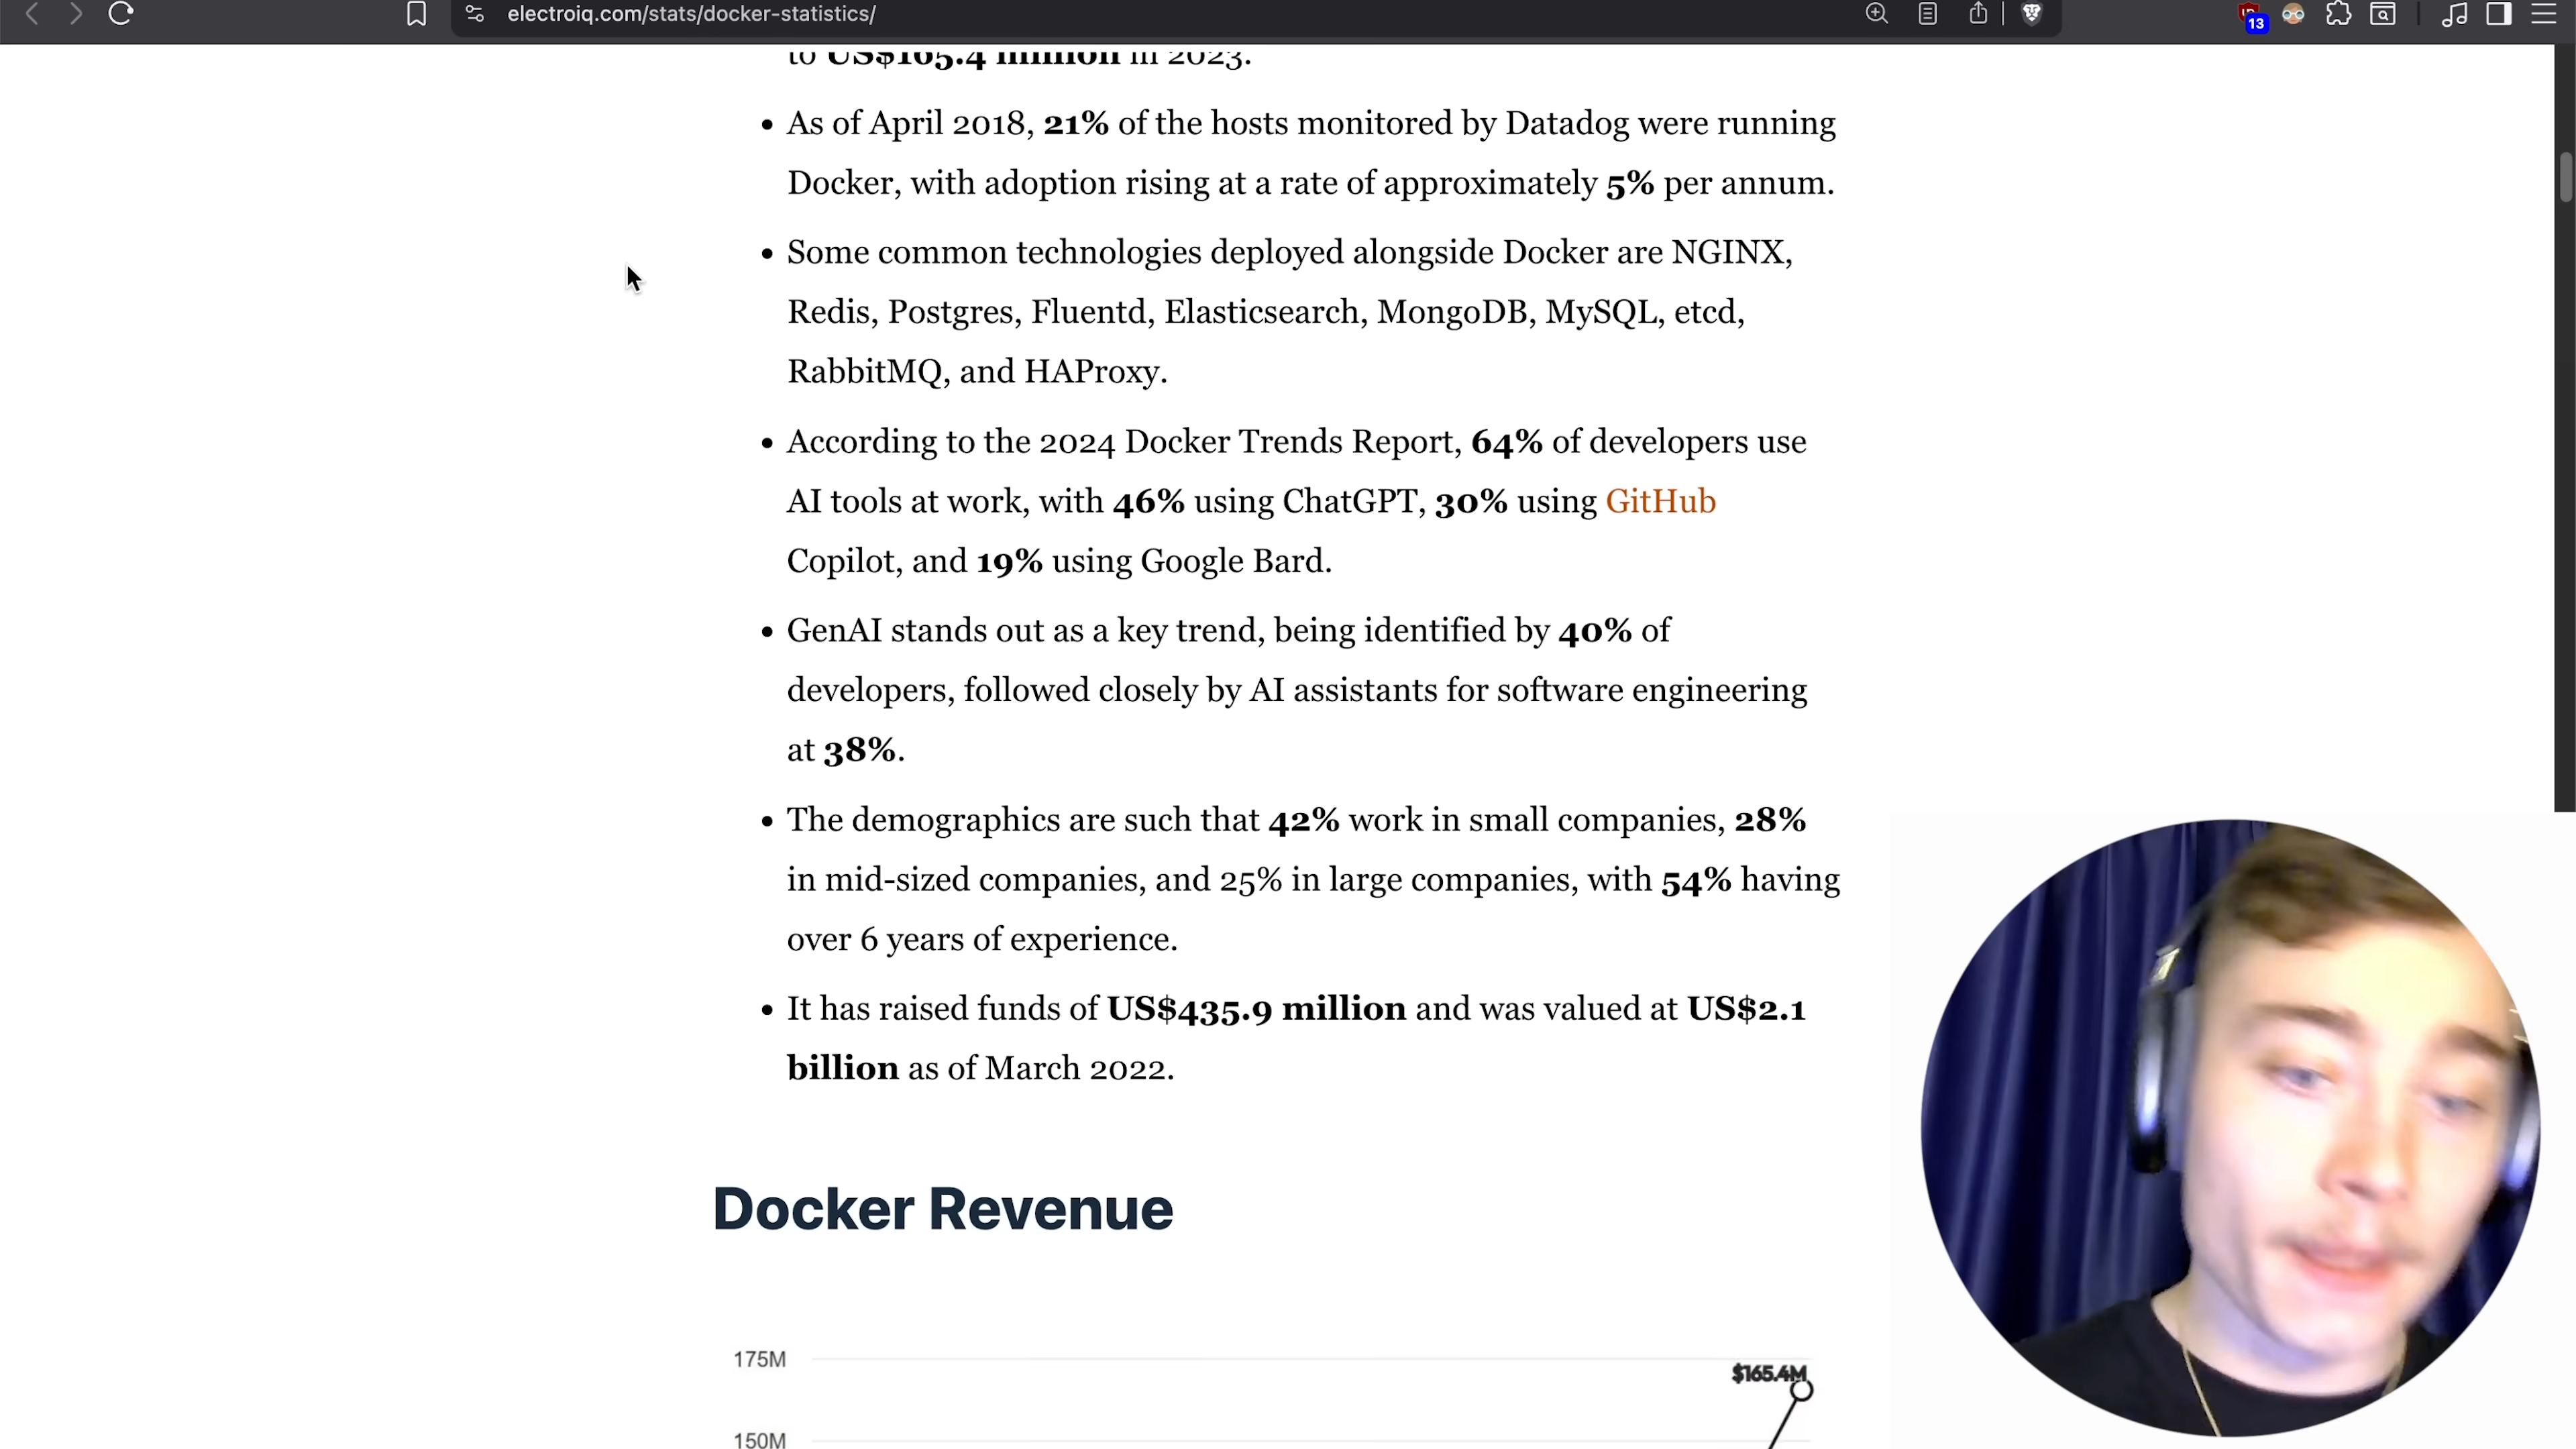 electroiq.com/stats/docker-statistics/
13
to US$165.4 million in 2023.
• As of April 2018, 21% of the hosts monitored by Datadog were running
Docker, with adoption rising at a rate of approximately 5% per annum.
• Some common technologies deployed alongside Docker are NGINX,
Redis, Postgres, Fluentd, Elasticsearch, MongoDB, MySQL, etcd,
RabbitMQ, and HAProxy.
• According to the 2024 Docker Trends Report, 64% of developers use
AI tools at work, with 46% using ChatGPT, 30% using GitHub
Copilot, and 19% using Google Bard.
• GenAI stands out as a key trend, being identified by 40% of
developers, followed closely by AI assistants for software engineering
at 38%.
• The demographics are such that 42% work in small companies, 28%
in mid-sized companies, and 25% in large companies, with 54% having
over 6 years of experience.
• It has raised funds of US$435.9 million and was valued at US$2.1
billion as of March 2022.
Docker Revenue
175M
$165.4M
150M